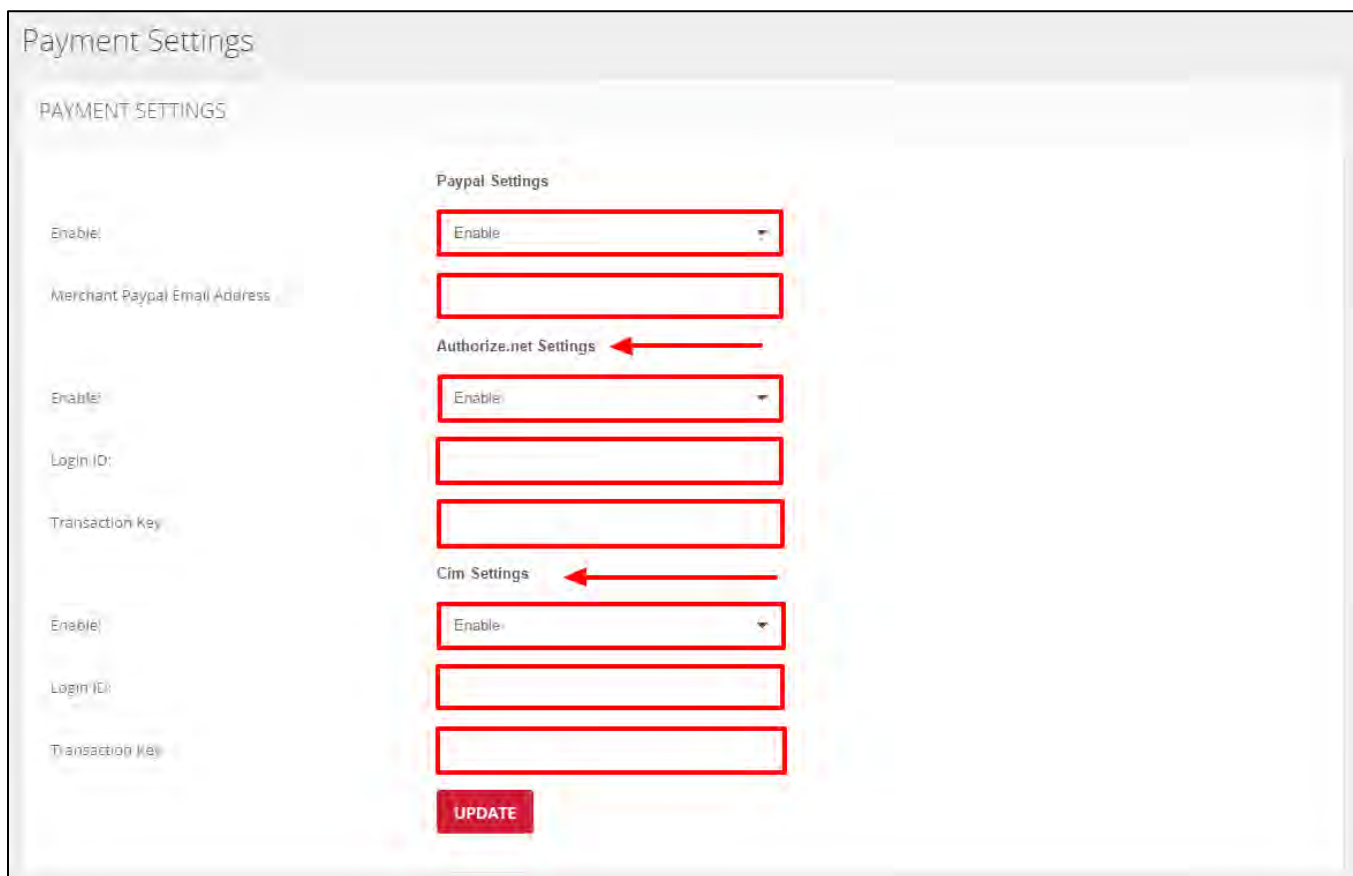 Payment Settings
PAYMENT SETTINGS
Paypal Settings
Enable: Enable
Merchant Paypal Email Address
Authorize.net Settings
Enable: Enable
Login ID:
Transaction Key
Cim Settings
Enable: Enable
Login ID:
Transaction Key
UPDATE